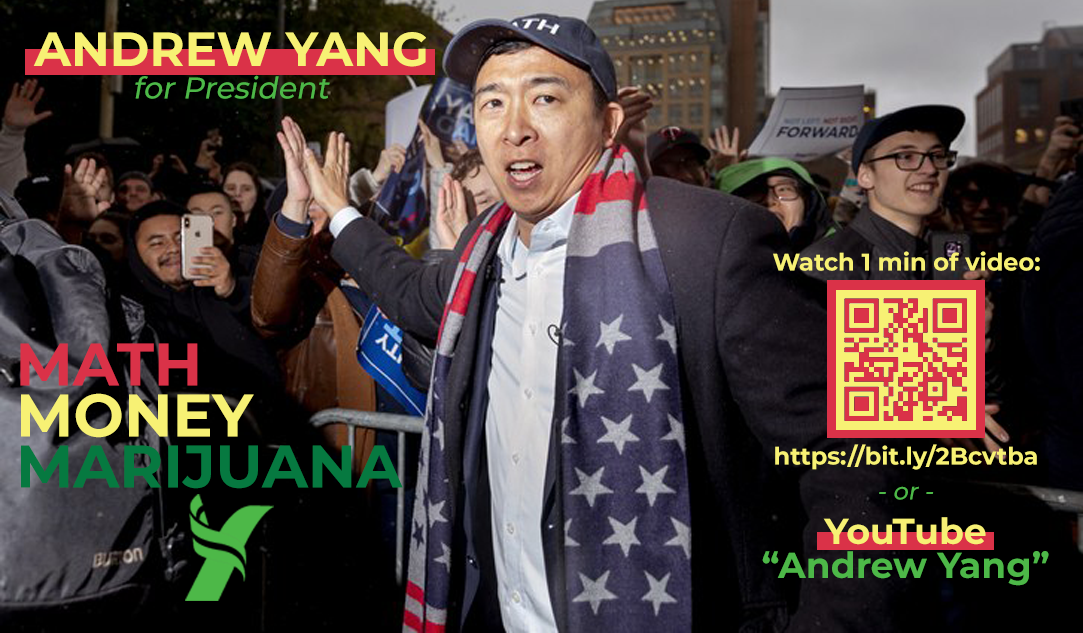 ANDREW YANG
for President
MATH
NOT LEFT. NOT RIGHT.
FORWARD
Watch 1 min of video:
MATH
MONEY
MARIJUANA
https://bit.ly/2Bcvtba
- or -
YouTube
“Andrew Yang”
BURTON